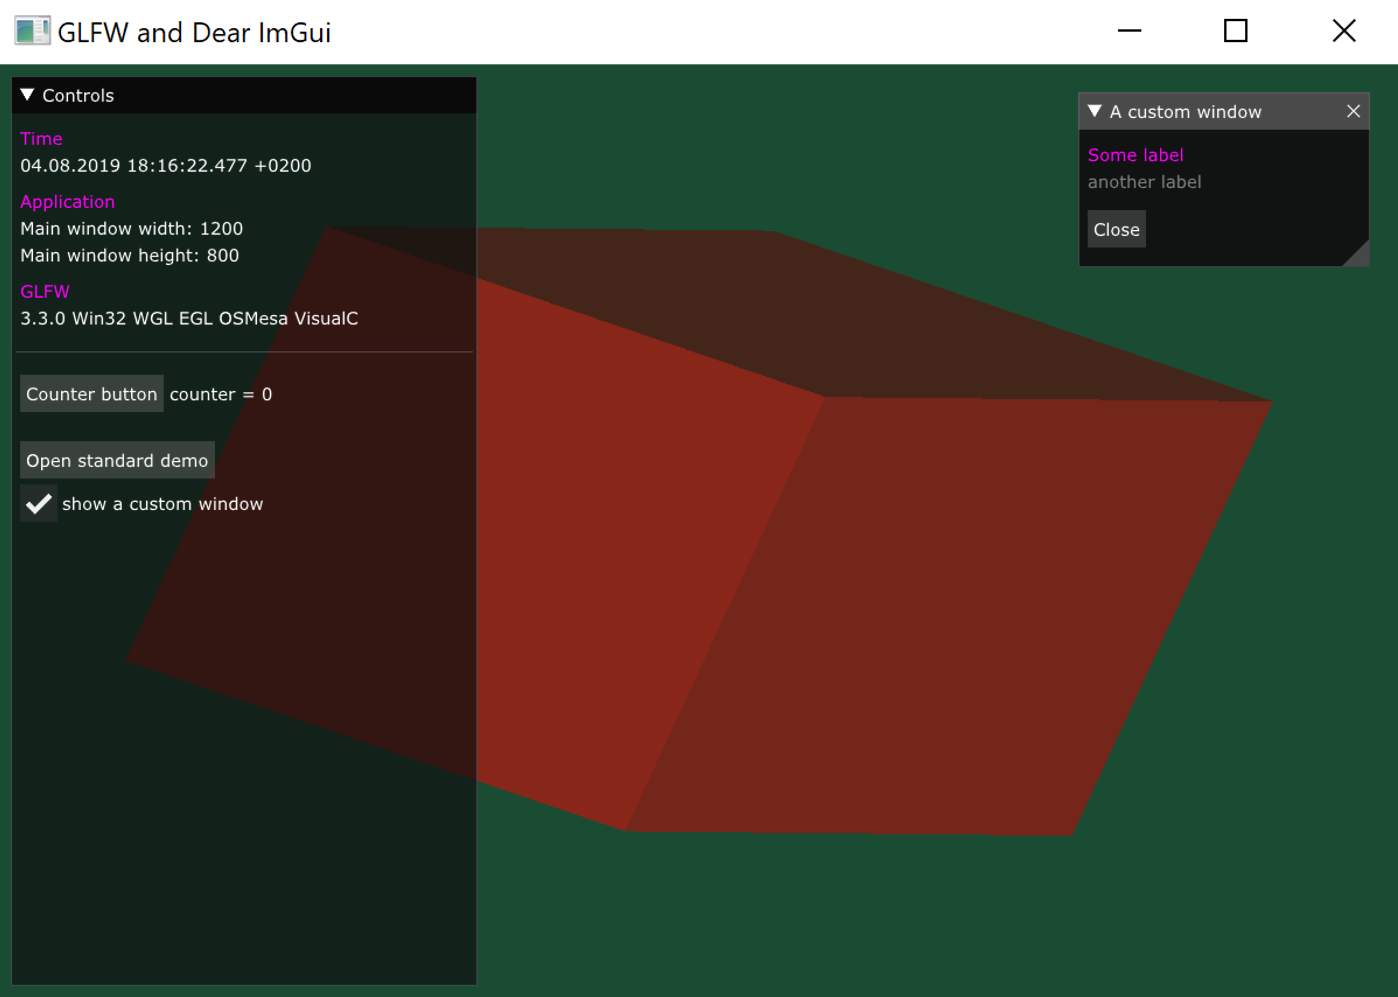 GLFW and Dear ImGui
Controls
Time
04.08.2019 18:16:22.477 +0200
Application
Main window width: 1200
Main window height: 800
GLFW
3.3.0 Win32 WGL EGL OSMesa VisualC
Counter button counter = 0
Open standard demo
show a custom window
A custom window
Some label
another label
Close